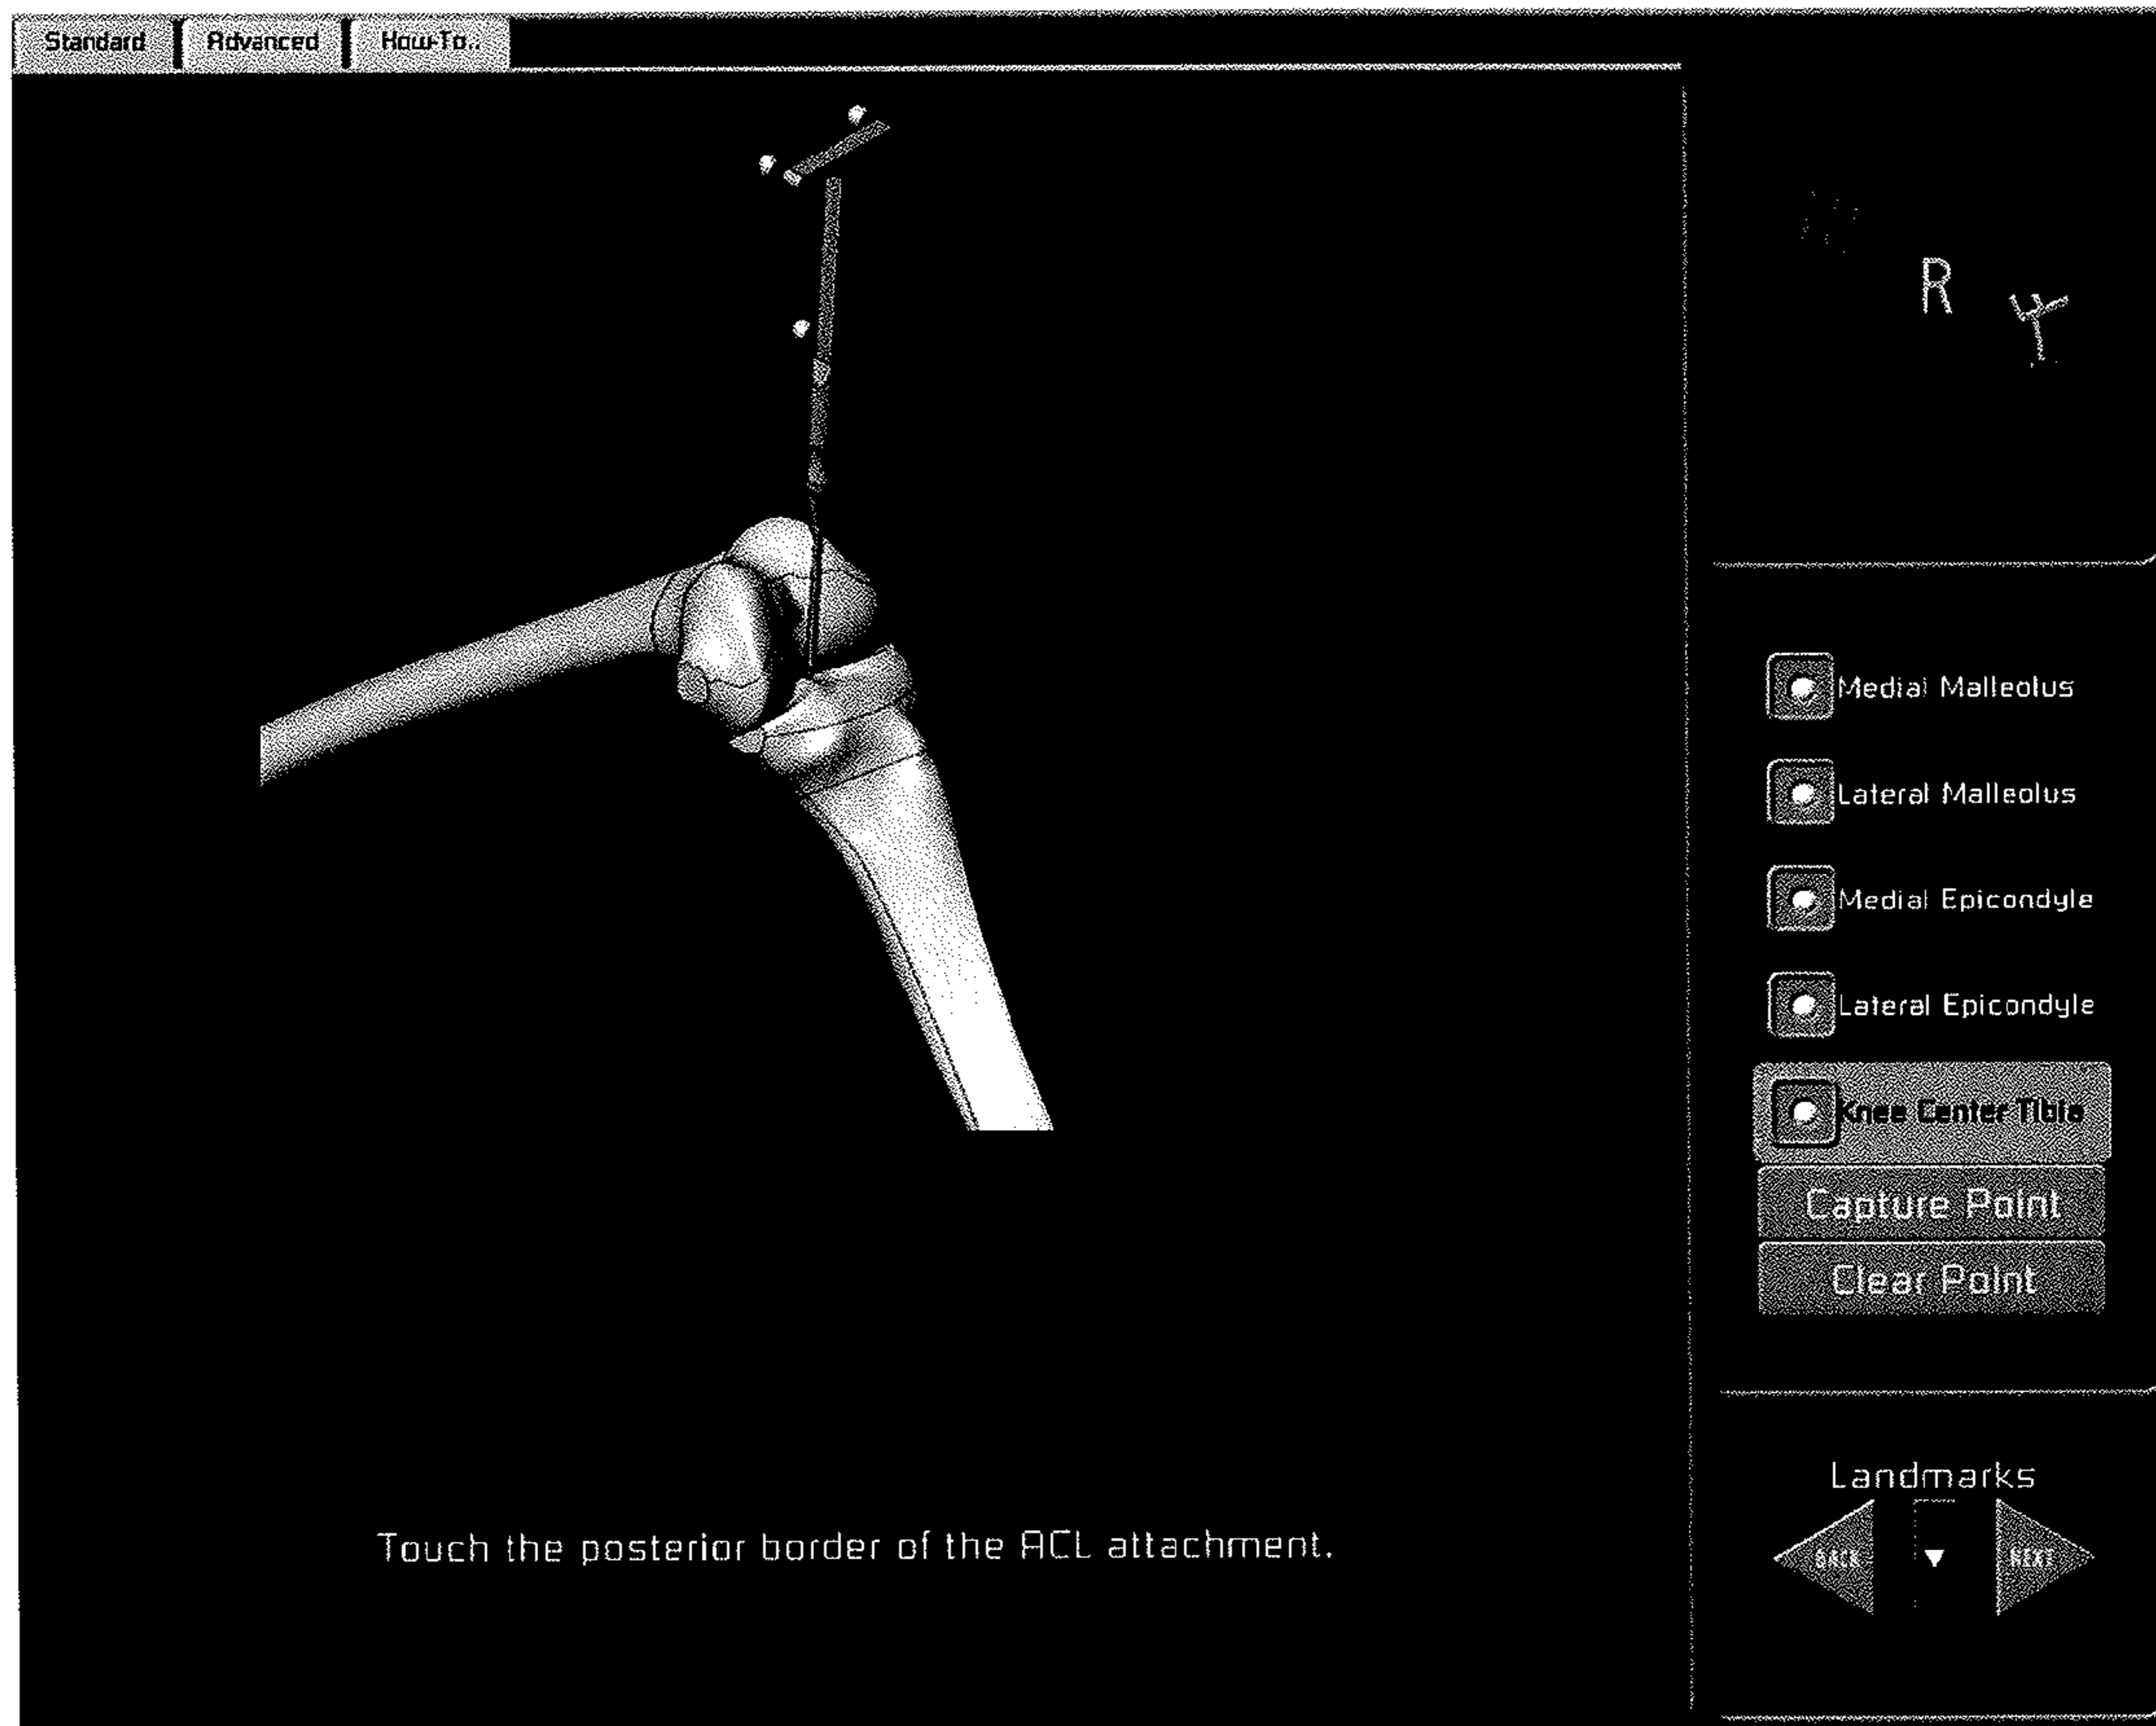 Standard
Advanced
How-To..
R
Medial Malleolus
Lateral Malleolus
Medial Epicondyle
Lateral Epicondyle
Knee Center Tibia
Capture Point
Clear Point
Landmarks
BACK
NEXT
Touch the posterior border of the ACL attachment.